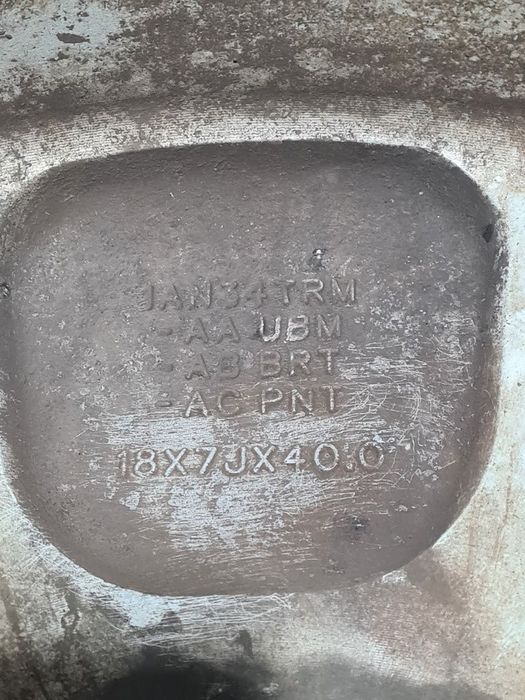 1AN34TRM
-AA UBM
-AB BRT
-AC PNT
18X7JX40.0